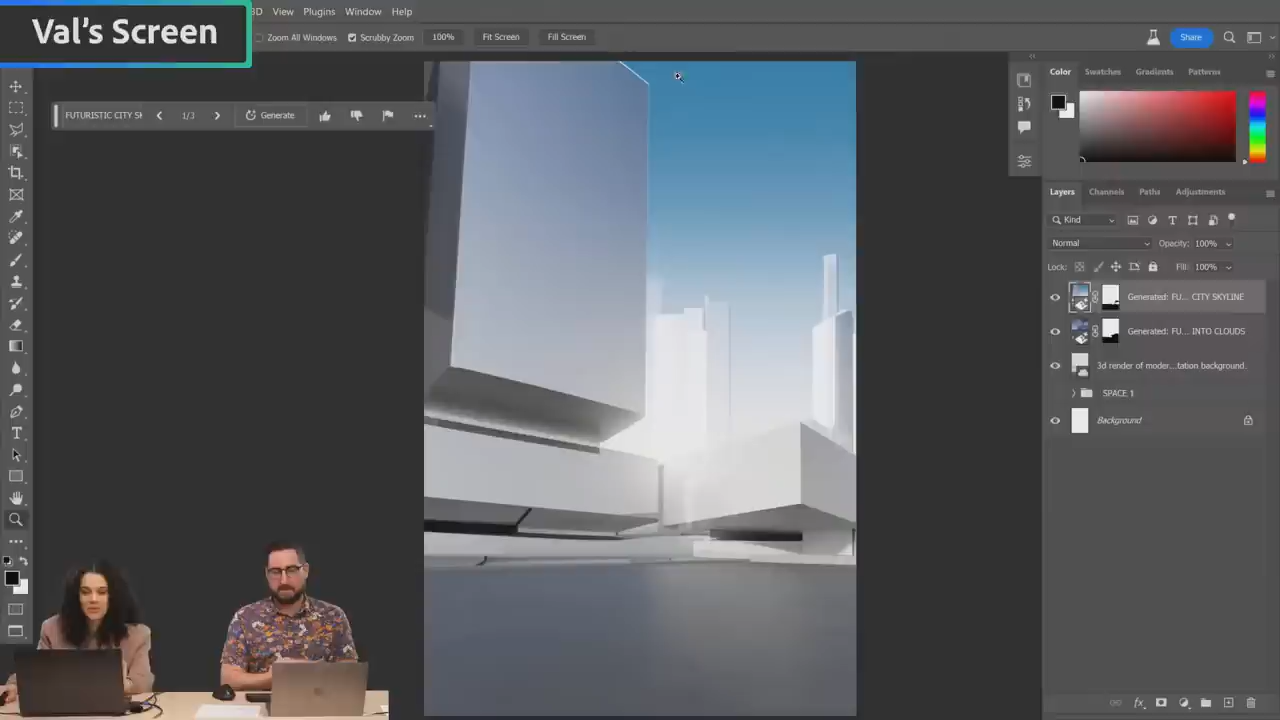 Val's Screen
3D View Plugins Window Help
Zoom All Windows Scrubby Zoom 100% Fit Screen Fill Screen Share
FUTURISTIC CITY SK 1/3 Generate
Color Swatches Gradients Patterns
Layers Channels Paths Adjustments
Kind
Normal Opacity: 100%
Lock: Fill: 100%
Generated: FU... CITY SKYLINE
Generated: FU... INTO CLOUDS
3d render of moder...tation background.
SPACE 1
Background